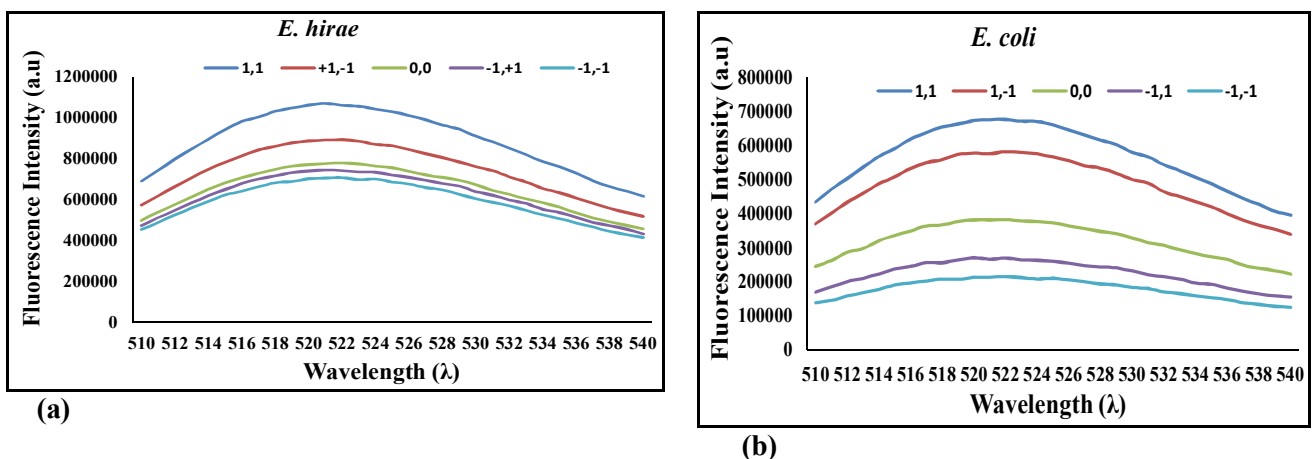 E. hirae
1,1 +1,-1 0,0 -1,+1 -1,-1
Fluorescence Intensity (a.u)
1200000
1000000
800000
600000
400000
200000
0
510 512 514 516 518 520 522 524 526 528 530 532 534 536 538 540
Wavelength (λ)
(a)
E. coli
1,1 1,-1 0,0 -1,1 -1,-1
Fluorescence Intensity (a.u)
800000
700000
600000
500000
400000
300000
200000
100000
0
510 512 514 516 518 520 522 524 526 528 530 532 534 536 538 540
Wavelength (λ)
(b)